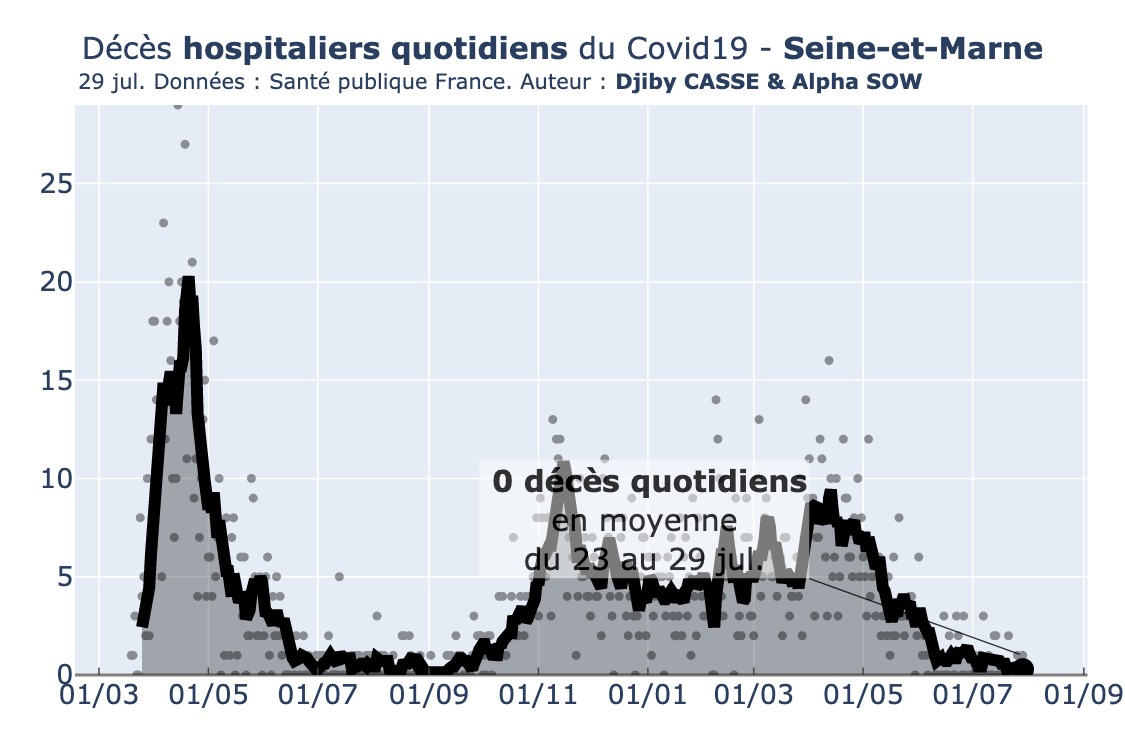 Décès hospitaliers quotidiens du Covid19 - Seine-et-Marne
29 jul. Données : Santé publique France. Auteur : Djiby CASSE & Alpha SOW
25
20
15
10
5
0
0 décès quotidiens
en moyenne
du 23 au 29 jul.
01/03 01/05 01/07 01/09 01/11 01/01 01/03 01/05 01/07 01/09